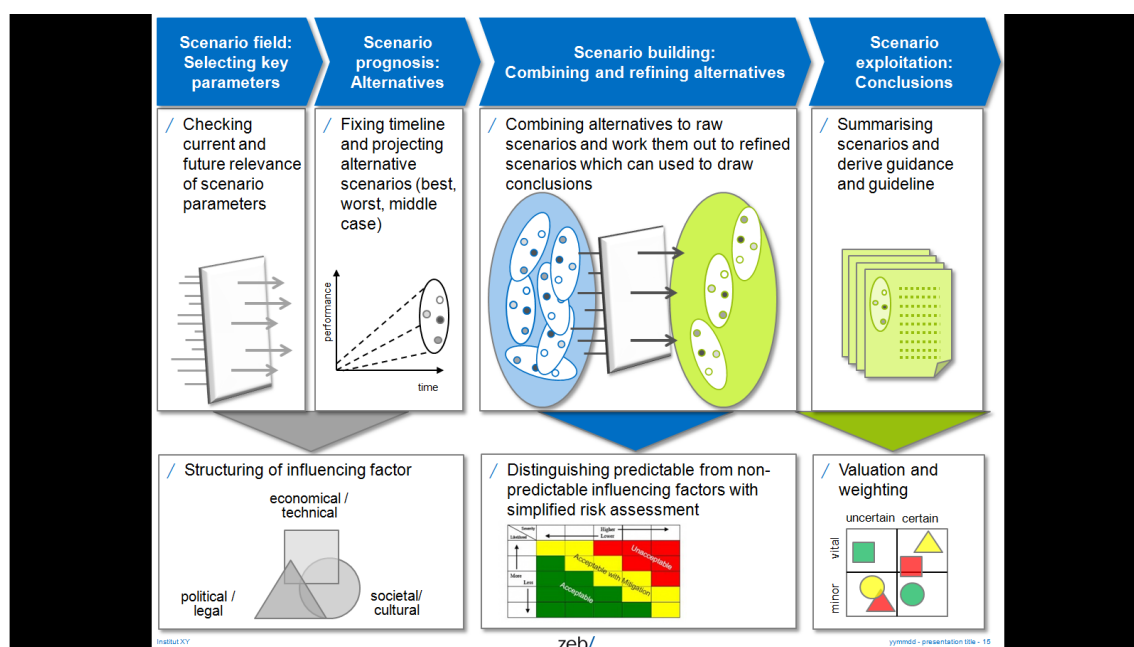 Scenario field:
Selecting key
parameters
Scenario
prognosis:
Alternatives
Scenario building:
Combining and refining alternatives
Scenario
exploitation:
Conclusions
/ Checking
current and
future relevance
of scenario
parameters
/ Fixing timeline
and projecting
alternative
scenarios (best,
worst, middle
case)
performance
time
/ Combining alternatives to raw
scenarios and work them out to refined
scenarios which can used to draw
conclusions
/ Summarising
scenarios and
derive guidance
and guideline
/ Structuring of influencing factor
economical /
technical
political /
legal
societal/
cultural
/ Distinguishing predictable from non-
predictable influencing factors with
simplified risk assessment
Severity
Likelihood
Higher
Lower
More
Less
Unacceptable
Acceptable with Mitigation
Acceptable
/ Valuation and
weighting
uncertain certain
vital
minor
Institut XY
zeb/
yymmdd - presentation title - 15